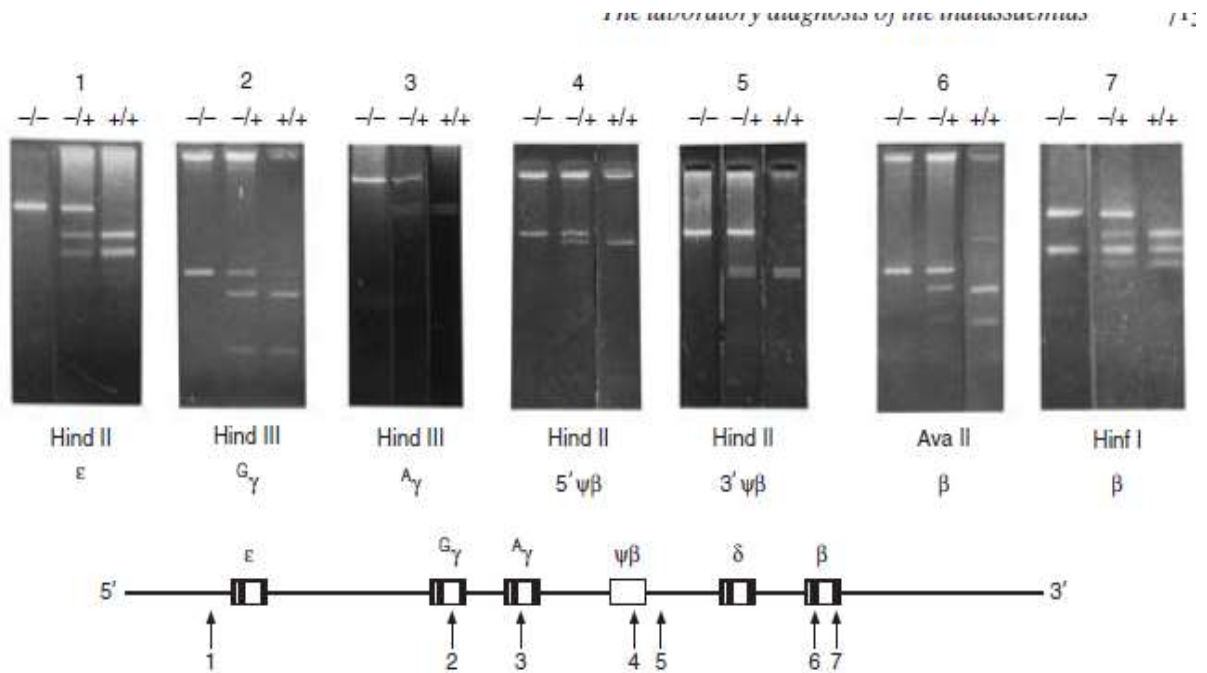 The laboratory diagnosis of the thalassaemias
1 2 3 4 5 6 7
–/– –/+ +/+ –/– –/+ +/+ –/– –/+ +/+ –/– –/+ +/+ –/– –/+ +/+ –/– –/+ +/+ –/– –/+ +/+
Hind II Hind III Hind III Hind II Hind II Ava II Hinf I
ε Gγ Aγ 5′ψβ 3′ψβ β β
ε Gγ Aγ ψβ δ β
5′ 3′
1 2 3 4 5 6 7